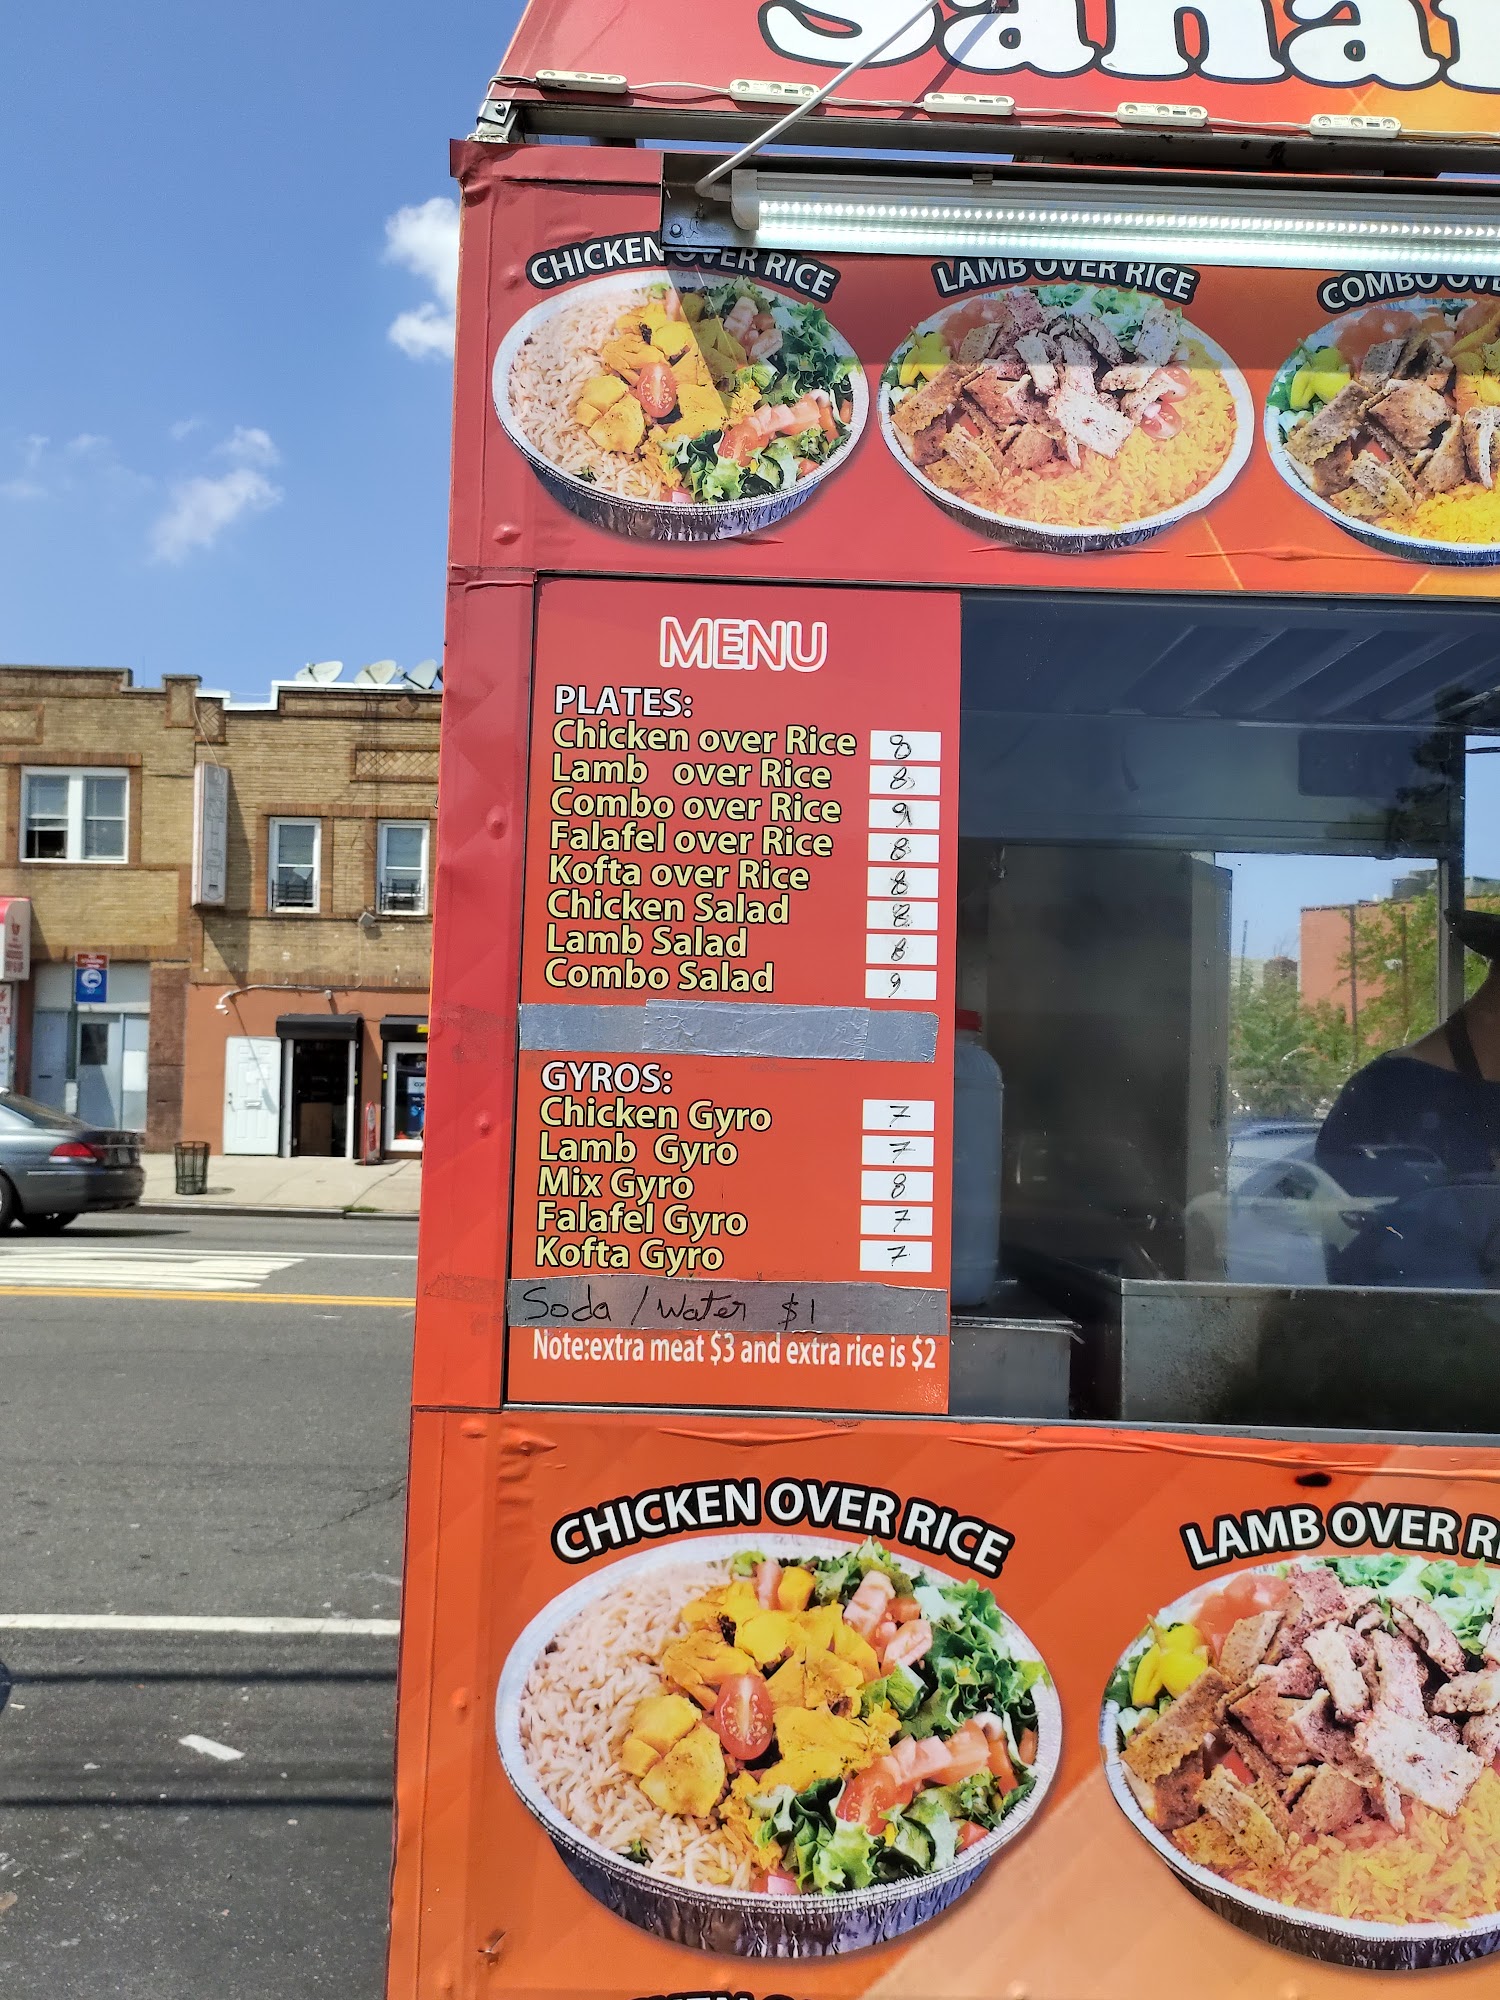 CHICKEN OVER RICE
LAMB OVER RICE
COMBO
MENU
PLATES:
Chicken over Rice 8
Lamb over Rice 8
Combo over Rice 9
Falafel over Rice 8
Kofta over Rice 8
Chicken Salad 8
Lamb Salad 8
Combo Salad 9
GYROS:
Chicken Gyro 7
Lamb Gyro 7
Mix Gyro 8
Falafel Gyro 7
Kofta Gyro 7
Soda / Water $1
Note:extra meat $3 and extra rice is $2
CHICKEN OVER RICE
LAMB OVER